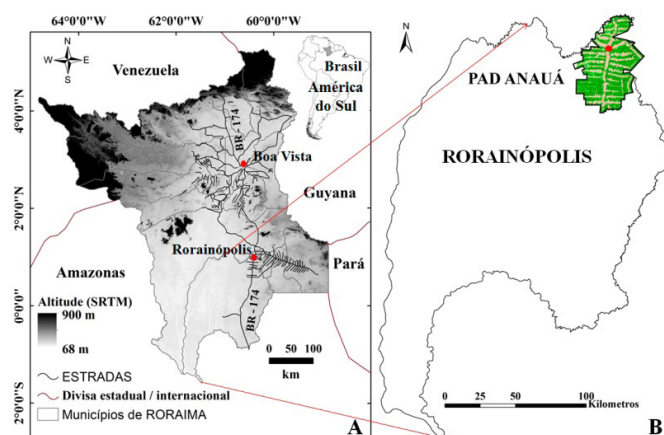 64°0'0"W
62°0'0"W
60°0'0"W
N
W
E
S
Venezuela
Brasil
América
do Sul
4°0'0"N
BR - 174
Boa Vista
Guyana
2°0'0"N
Rorainópolis
Pará
Amazonas
0°0'0"
BR - 174
Altitude (SRTM)
900 m
68 m
0 50 100
km
ESTRADAS
Divisa estadual / internacional
Municípios de RORAIMA
2°0'0"S
A
N
PAD ANAUÁ
RORAINÓPOLIS
0 25 50 100
Kilometros
B